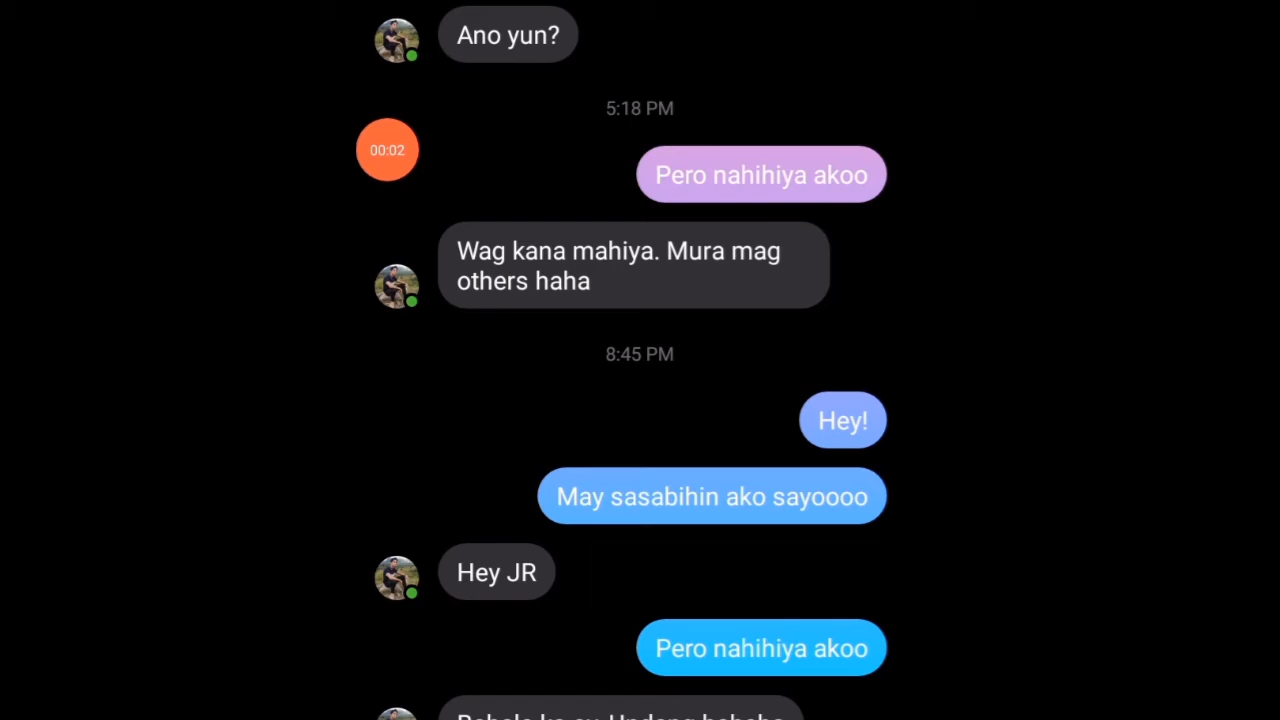 Ano yun?
5:18 PM
00:02
Pero nahihiya akoo
Wag kana mahiya. Mura mag
others haha
8:45 PM
Hey!
May sasabihin ako sayoooo
Hey JR
Pero nahihiya akoo